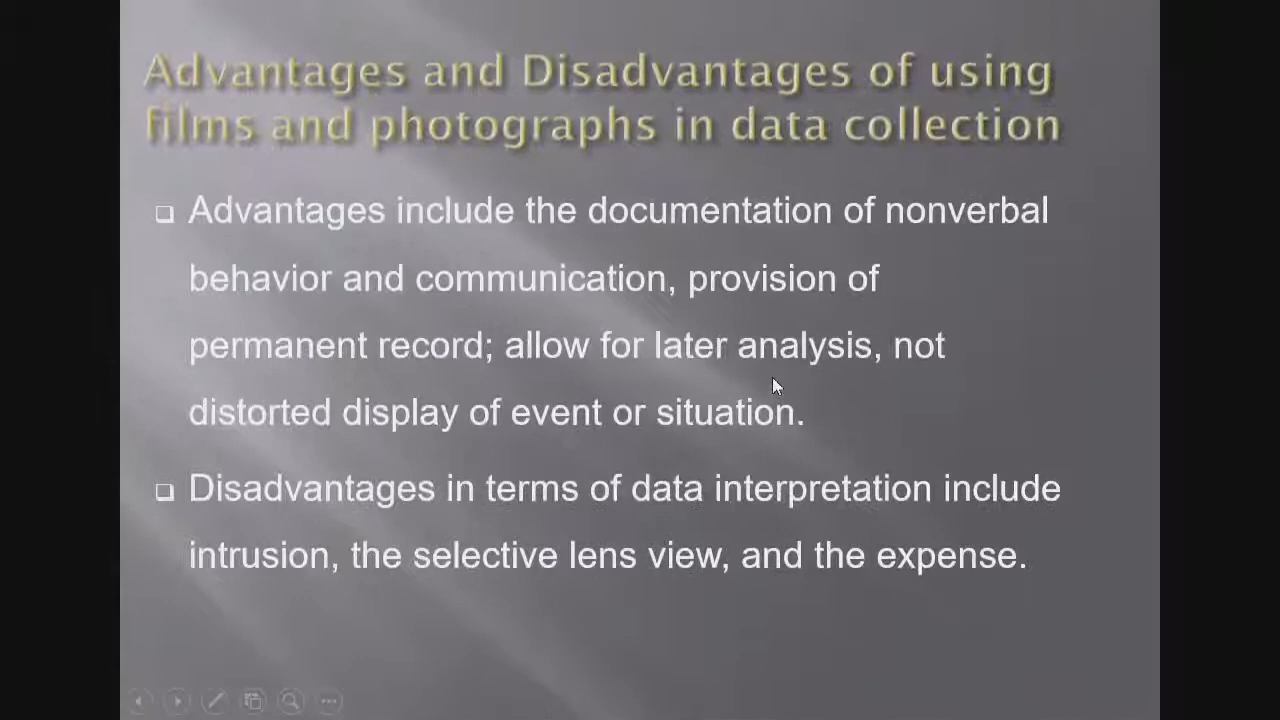 Advantages and Disadvantages of using
films and photographs in data collection
Advantages include the documentation of nonverbal
behavior and communication, provision of
permanent record; allow for later analysis, not
distorted display of event or situation.
Disadvantages in terms of data interpretation include
intrusion, the selective lens view, and the expense.